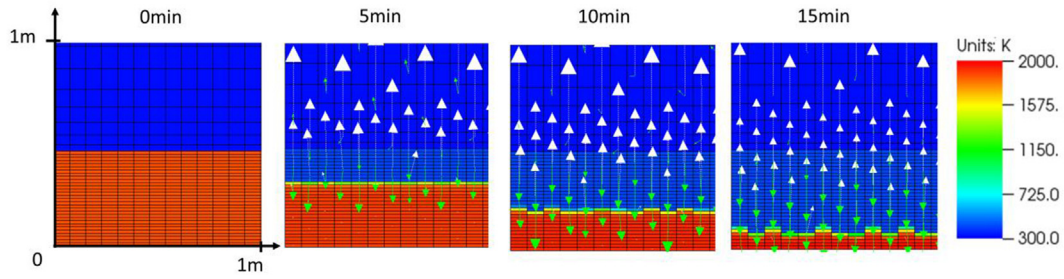 0min
5min
10min
15min
1m
0
1m
Units: K
2000.
1575.
1150.
725.0
300.0